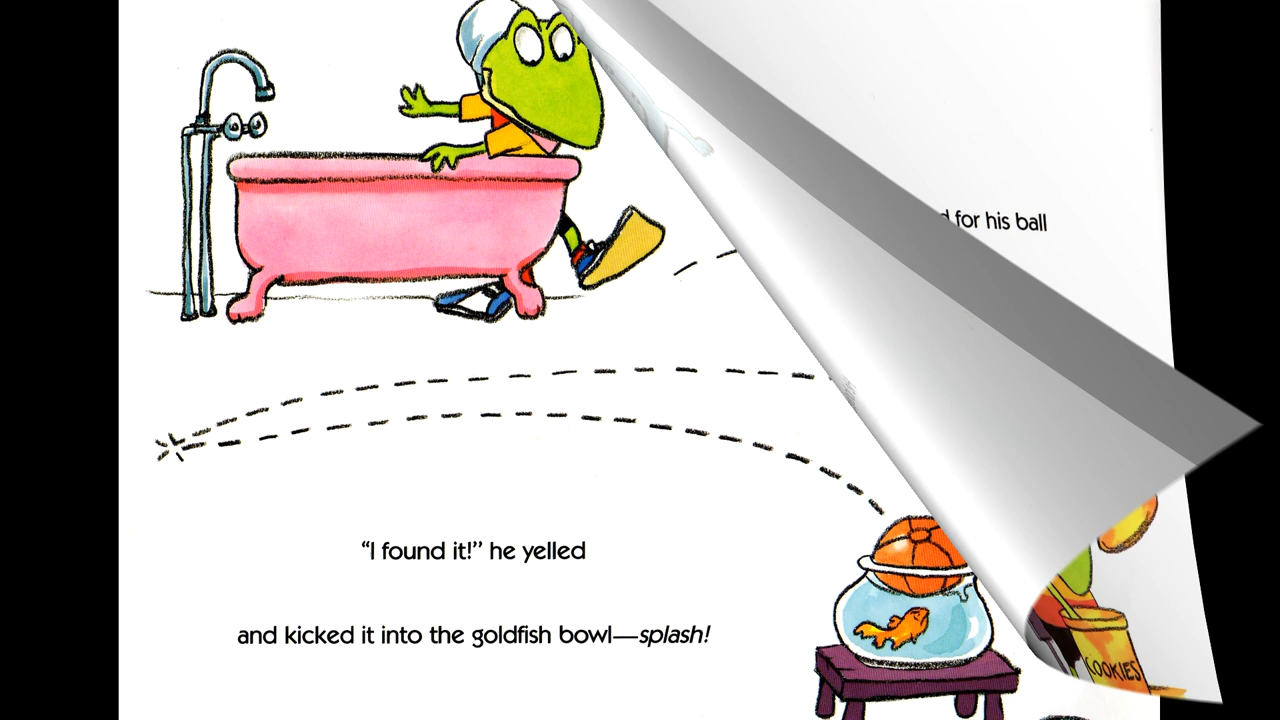 for his ball
“I found it!” he yelled
and kicked it into the goldfish bowl—splash!
COOKIES